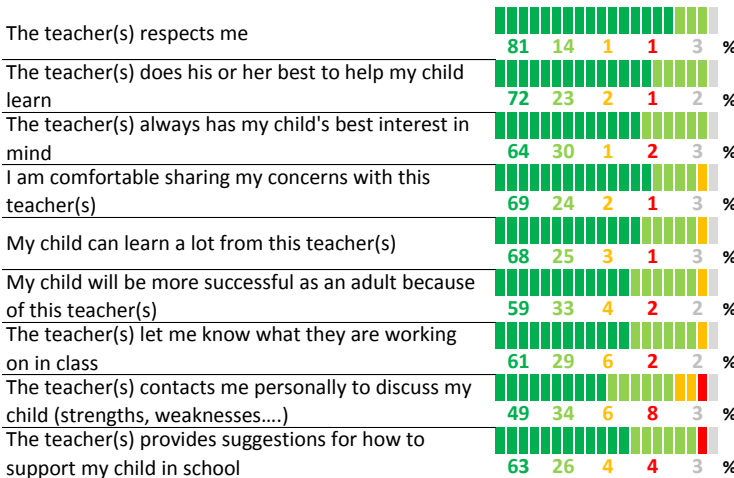 The teacher(s) respects me
81 14 1 1 3 %
The teacher(s) does his or her best to help my child
learn
72 23 2 1 2 %
The teacher(s) always has my child's best interest in
mind
64 30 1 2 3 %
I am comfortable sharing my concerns with this
teacher(s)
69 24 2 1 3 %
My child can learn a lot from this teacher(s)
68 25 3 1 3 %
My child will be more successful as an adult because
of this teacher(s)
59 33 4 2 2 %
The teacher(s) let me know what they are working
on in class
61 29 6 2 2 %
The teacher(s) contacts me personally to discuss my
child (strengths, weaknesses....)
49 34 6 8 3 %
The teacher(s) provides suggestions for how to
support my child in school
63 26 4 4 3 %